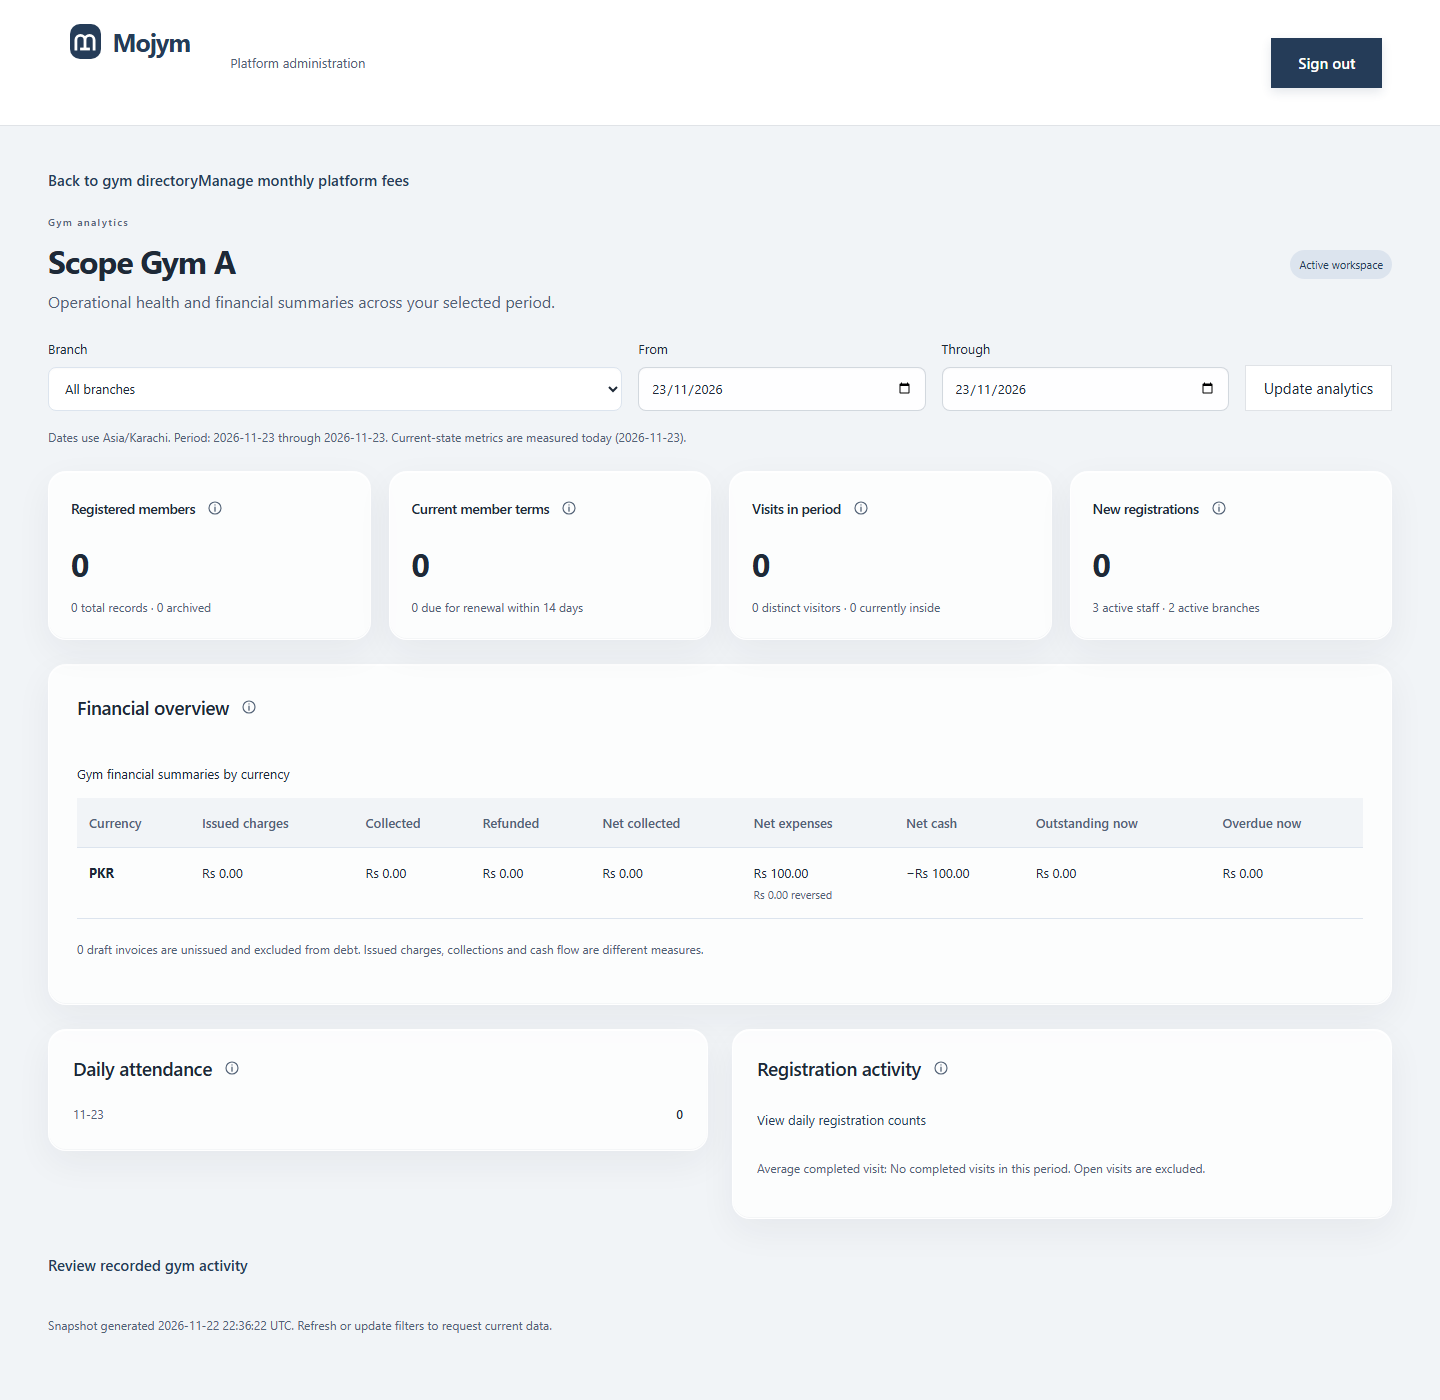 Mojym
Platform administration
Sign out
Back to gym directoryManage monthly platform fees
Gym analytics
Scope Gym A
Active workspace
Operational health and financial summaries across your selected period.
Branch From Through
All branches 23/11/2026 23/11/2026 Update analytics
Dates use Asia/Karachi. Period: 2026-11-23 through 2026-11-23. Current-state metrics are measured today (2026-11-23).
Registered members
0
0 total records · 0 archived
Current member terms
0
0 due for renewal within 14 days
Visits in period
0
0 distinct visitors · 0 currently inside
New registrations
0
3 active staff · 2 active branches
Financial overview
Gym financial summaries by currency
Currency Issued charges Collected Refunded Net collected Net expenses Net cash Outstanding now Overdue now
PKR Rs 0.00 Rs 0.00 Rs 0.00 Rs 0.00 Rs 100.00 −Rs 100.00 Rs 0.00 Rs 0.00
Rs 0.00 reversed
0 draft invoices are unissued and excluded from debt. Issued charges, collections and cash flow are different measures.
Daily attendance
11-23 0
Registration activity
View daily registration counts
Average completed visit: No completed visits in this period. Open visits are excluded.
Review recorded gym activity
Snapshot generated 2026-11-22 22:36:22 UTC. Refresh or update filters to request current data.